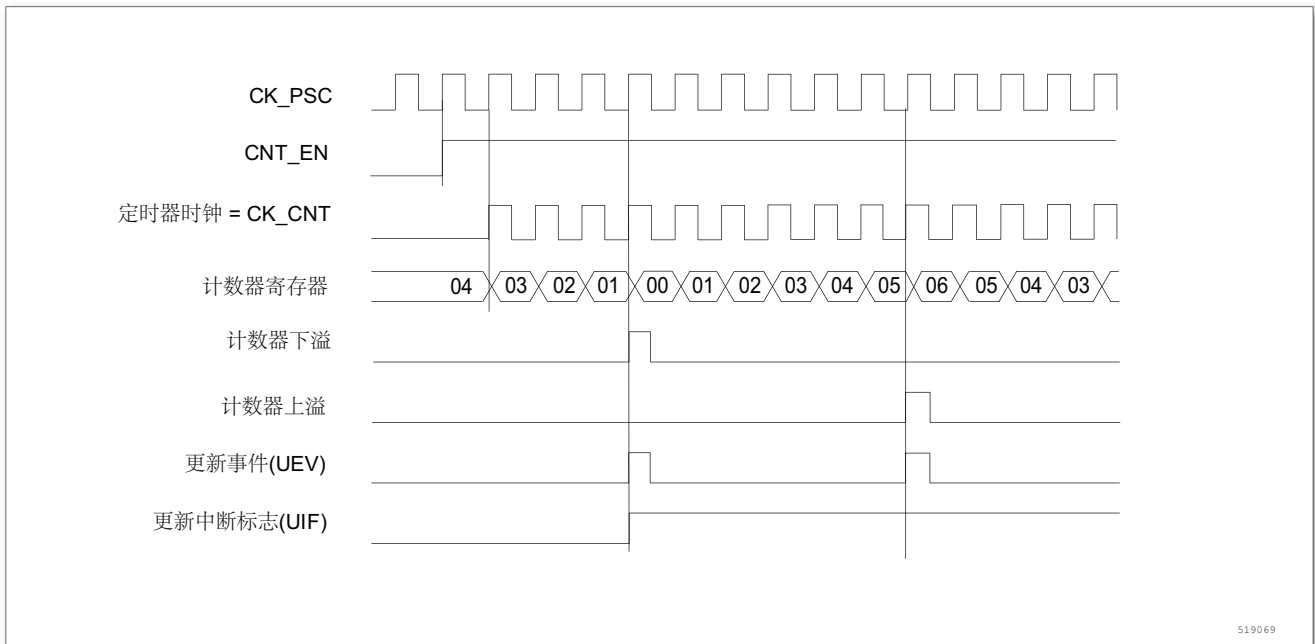 CK_PSC
CNT_EN
定时器时钟 = CK_CNT
计数器寄存器 04 03 02 01 00 01 02 03 04 05 06 05 04 03
计数器下溢
计数器上溢
更新事件(UEV)
更新中断标志(UIF)
519069